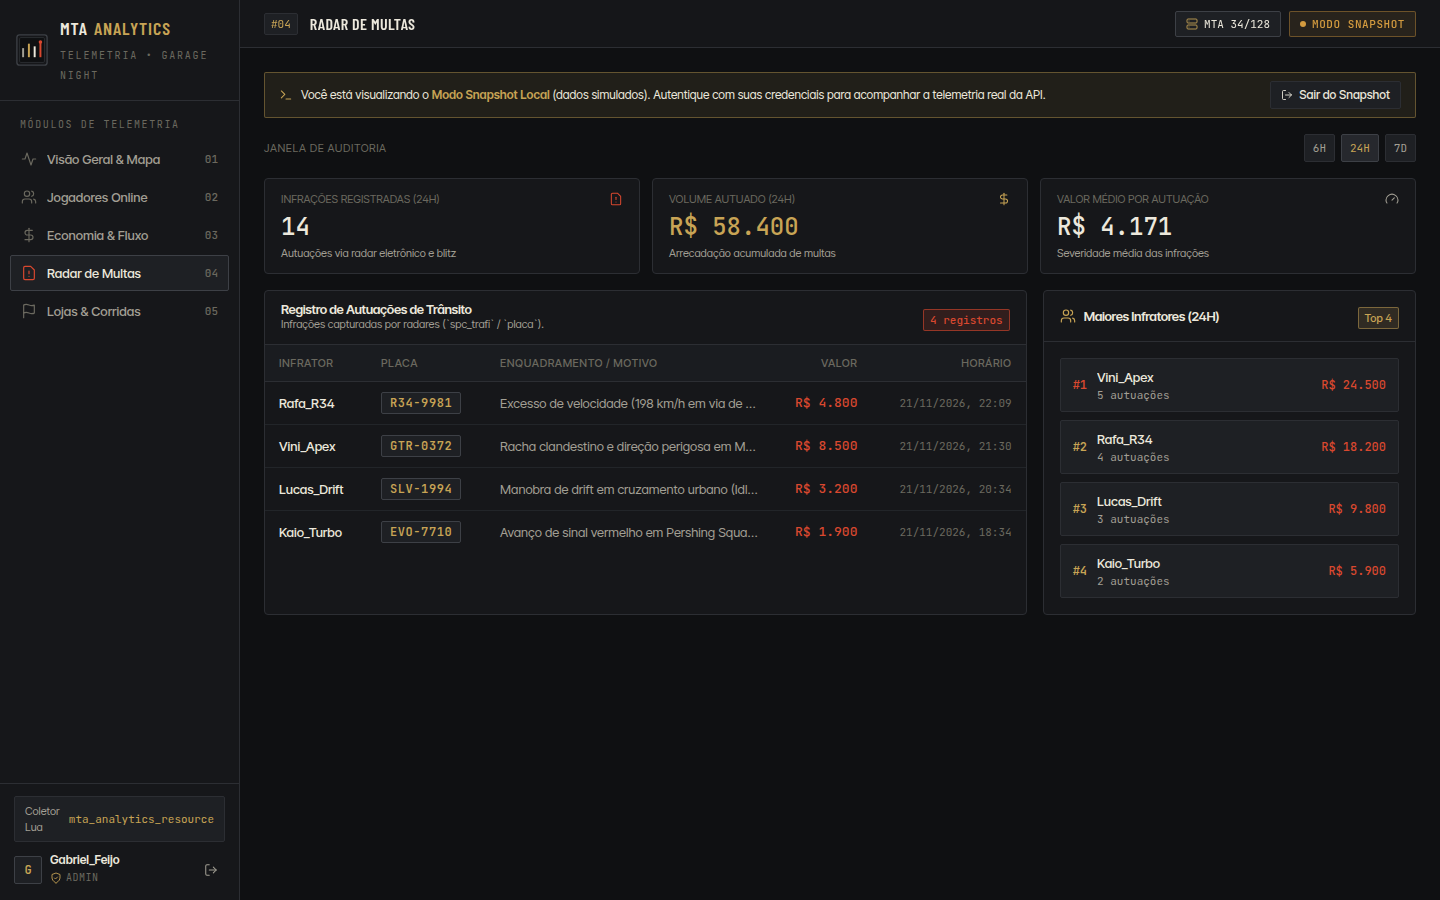 MTA ANALYTICS
TELEMETRIA • GARAGE
NIGHT
MÓDULOS DE TELEMETRIA
Visão Geral & Mapa 01
Jogadores Online 02
Economia & Fluxo 03
Radar de Multas 04
Lojas & Corridas 05
Coletor
Lua
mta_analytics_resource
G
Gabriel_Feijo
ADMIN
#04 RADAR DE MULTAS
MTA 34/128
MODO SNAPSHOT
Você está visualizando o Modo Snapshot Local (dados simulados). Autentique com suas credenciais para acompanhar a telemetria real da API.
Sair do Snapshot
JANELA DE AUDITORIA
6H 24H 7D
INFRAÇÕES REGISTRADAS (24H)
14
Autuações via radar eletrônico e blitz
VOLUME AUTUADO (24H)
R$ 58.400
Arrecadação acumulada de multas
VALOR MÉDIO POR AUTUAÇÃO
R$ 4.171
Severidade média das infrações
Registro de Autuações de Trânsito
Infrações capturadas por radares (`spc_trafi` / `placa`).
4 registros
INFRATOR PLACA ENQUADRAMENTO / MOTIVO VALOR HORÁRIO
Rafa_R34 R34-9981 Excesso de velocidade (198 km/h em via de ... R$ 4.800 21/11/2026, 22:09
Vini_Apex GTR-0372 Racha clandestino e direção perigosa em M... R$ 8.500 21/11/2026, 21:30
Lucas_Drift SLV-1994 Manobra de drift em cruzamento urbano (Idl... R$ 3.200 21/11/2026, 20:34
Kaio_Turbo EVO-7710 Avanço de sinal vermelho em Pershing Squa... R$ 1.900 21/11/2026, 18:34
Maiores Infratores (24H)
Top 4
#1 Vini_Apex R$ 24.500
5 autuações
#2 Rafa_R34 R$ 18.200
4 autuações
#3 Lucas_Drift R$ 9.800
3 autuações
#4 Kaio_Turbo R$ 5.900
2 autuações